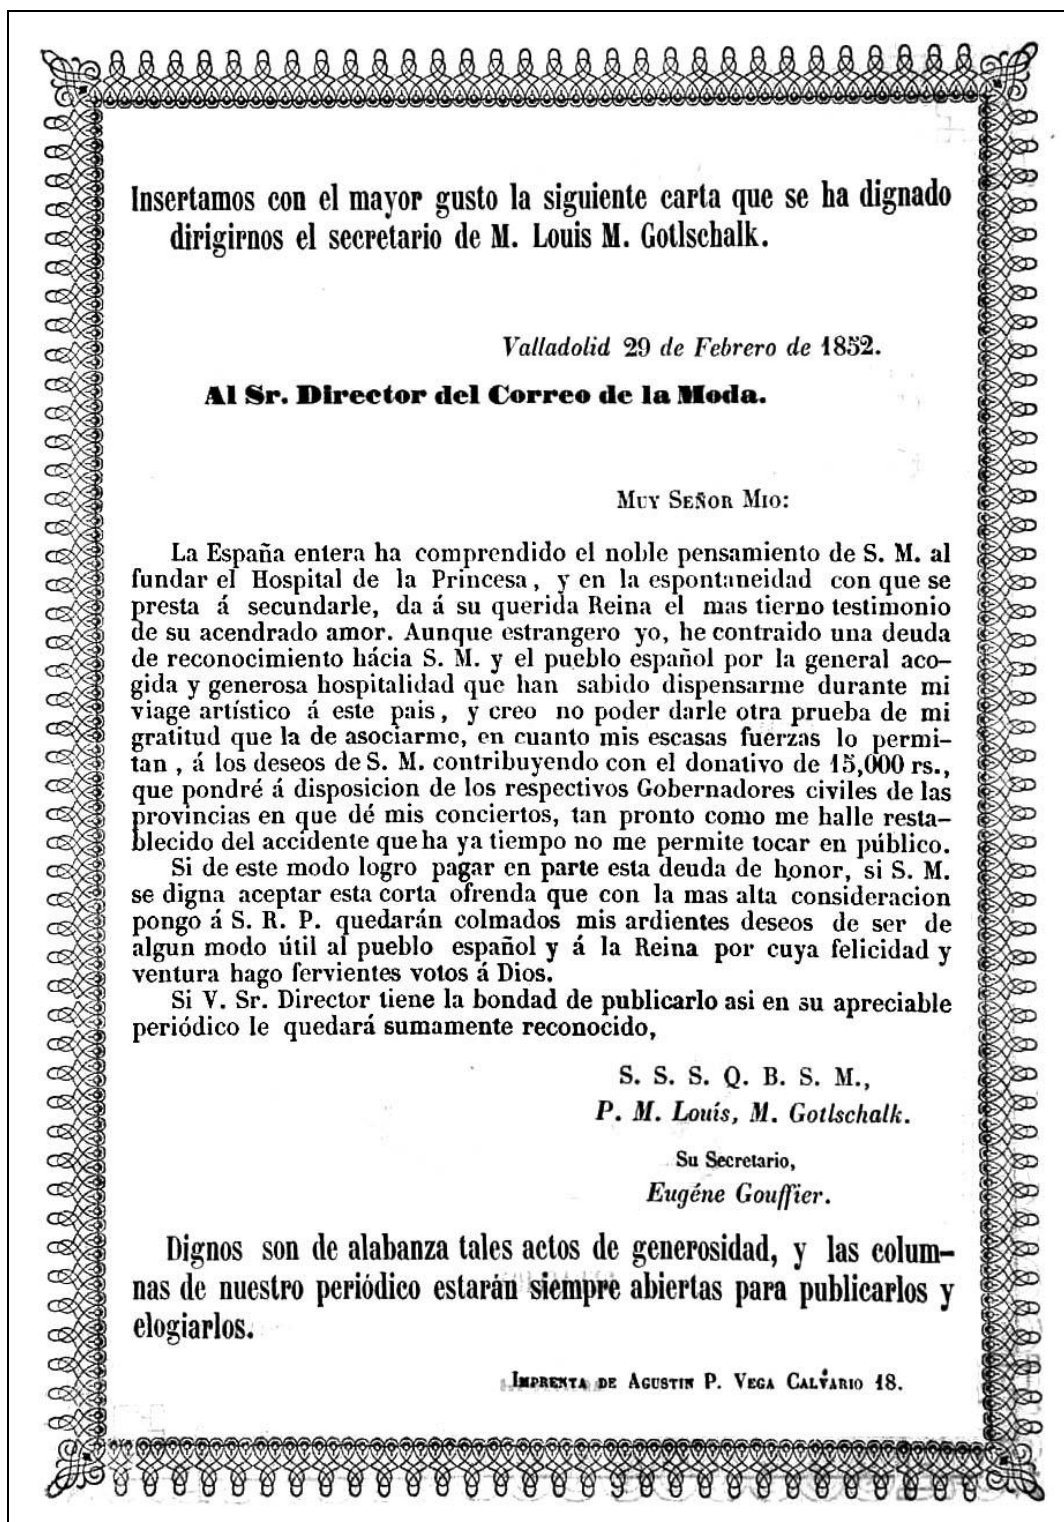 Insertamos con el mayor gusto la siguiente carta que se ha dignado
dirigirnos el secretario de M. Louis M. Gotlschalk.
Valladolid 29 de Febrero de 1852.
Al Sr. Director del Correo de la Moda.
MUY SEÑOR MIO:
La España entera ha comprendido el noble pensamiento de S. M. al
fundar el Hospital de la Princesa, y en la espontaneidad con que se
presta á secundarle, da á su querida Reina el mas tierno testimonio
de su acendrado amor. Aunque estrangero yo, he contraido una deuda
de reconocimiento hácia S. M. y el pueblo español por la general aco-
gida y generosa hospitalidad que han sabido dispensarme durante mi
viage artístico á este pais, y creo no poder darle otra prueba de mi
gratitud que la de asociarme, en cuanto mis escasas fuerzas lo permi-
tan, á los deseos de S. M. contribuyendo con el donativo de 15,000 rs.,
que pondré á disposicion de los respectivos Gobernadores civiles de las
provincias en que dé mis conciertos, tan pronto como me halle resta-
blecido del accidente que ha ya tiempo no me permite tocar en público.
Si de este modo logro pagar en parte esta deuda de honor, si S. M.
se digna aceptar esta corta ofrenda que con la mas alta consideracion
pongo á S. R. P. quedarán colmados mis ardientes deseos de ser de
algun modo útil al pueblo español y á la Reina por cuya felicidad y
ventura hago fervientes votos á Dios.
Si V. Sr. Director tiene la bondad de publicarlo asi en su apreciable
periódico le quedará sumamente reconocido,
S. S. S. Q. B. S. M.,
P. M. Louís, M. Gotlschalk.
Su Secretario,
Eugéne Gouffier.
Dignos son de alabanza tales actos de generosidad, y las colum-
nas de nuestro periódico estarán siempre abiertas para publicarlos y
elogiarlos.
IMPRENTA DE AGUSTIN P. VEGA CALVARIO 18.